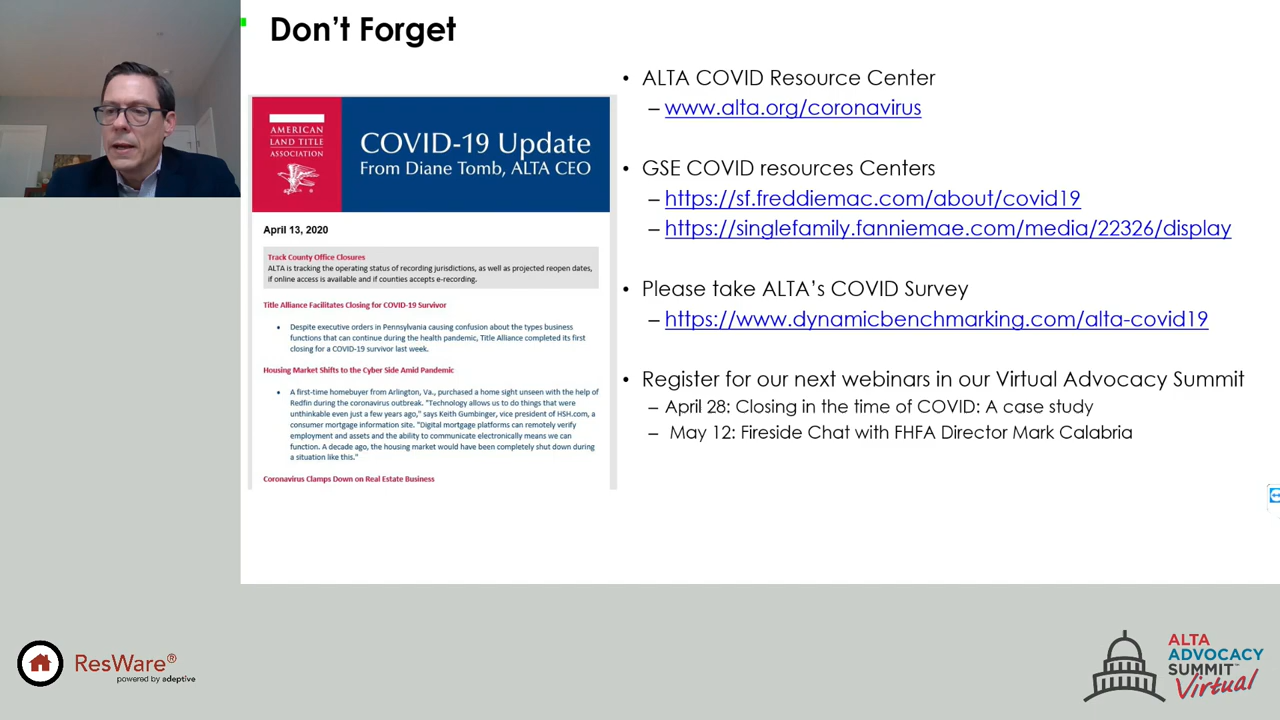 Don't Forget
AMERICAN
LAND TITLE
ASSOCIATION
COVID-19 Update
From Diane Tomb, ALTA CEO
April 13, 2020
Track County Office Closures
ALTA is tracking the operating status of recording jurisdictions, as well as projected reopen dates,
if online access is available and if counties accepts e-recording.
Title Alliance Facilitates Closing for COVID-19 Survivor
• Despite executive orders in Pennsylvania causing confusion about the types business
functions that can continue during the health pandemic, Title Alliance completed its first
closing for a COVID-19 survivor last week.
Housing Market Shifts to the Cyber Side Amid Pandemic
• A first-time homebuyer from Arlington, Va., purchased a home sight unseen with the help of
Redfin during the coronavirus outbreak. "Technology allows us to do things that were
unthinkable even just a few years ago," says Keith Gumbinger, vice president of HSH.com, a
consumer mortgage information site. "Digital mortgage platforms can remotely verify
employment and assets and the ability to communicate electronically means we can
function. A decade ago, the housing market would have been completely shut down during
a situation like this."
Coronavirus Clamps Down on Real Estate Business
• ALTA COVID Resource Center
– www.alta.org/coronavirus
• GSE COVID resources Centers
– https://sf.freddiemac.com/about/covid19
– https://singlefamily.fanniemae.com/media/22326/display
• Please take ALTA's COVID Survey
– https://www.dynamicbenchmarking.com/alta-covid19
• Register for our next webinars in our Virtual Advocacy Summit
– April 28: Closing in the time of COVID: A case study
– May 12: Fireside Chat with FHFA Director Mark Calabria
ResWare®
powered by adeptive
ALTA
ADVOCACY
SUMMIT™
Virtual